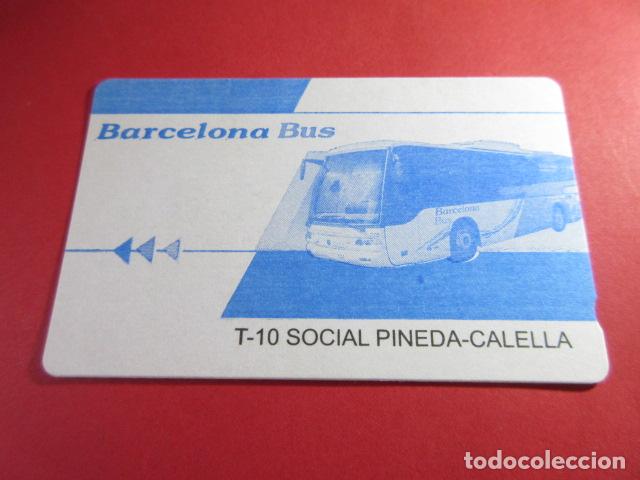 Barcelona Bus
Barcelona
Bus
T-10 SOCIAL PINEDA-CALELLA
todocoleccion